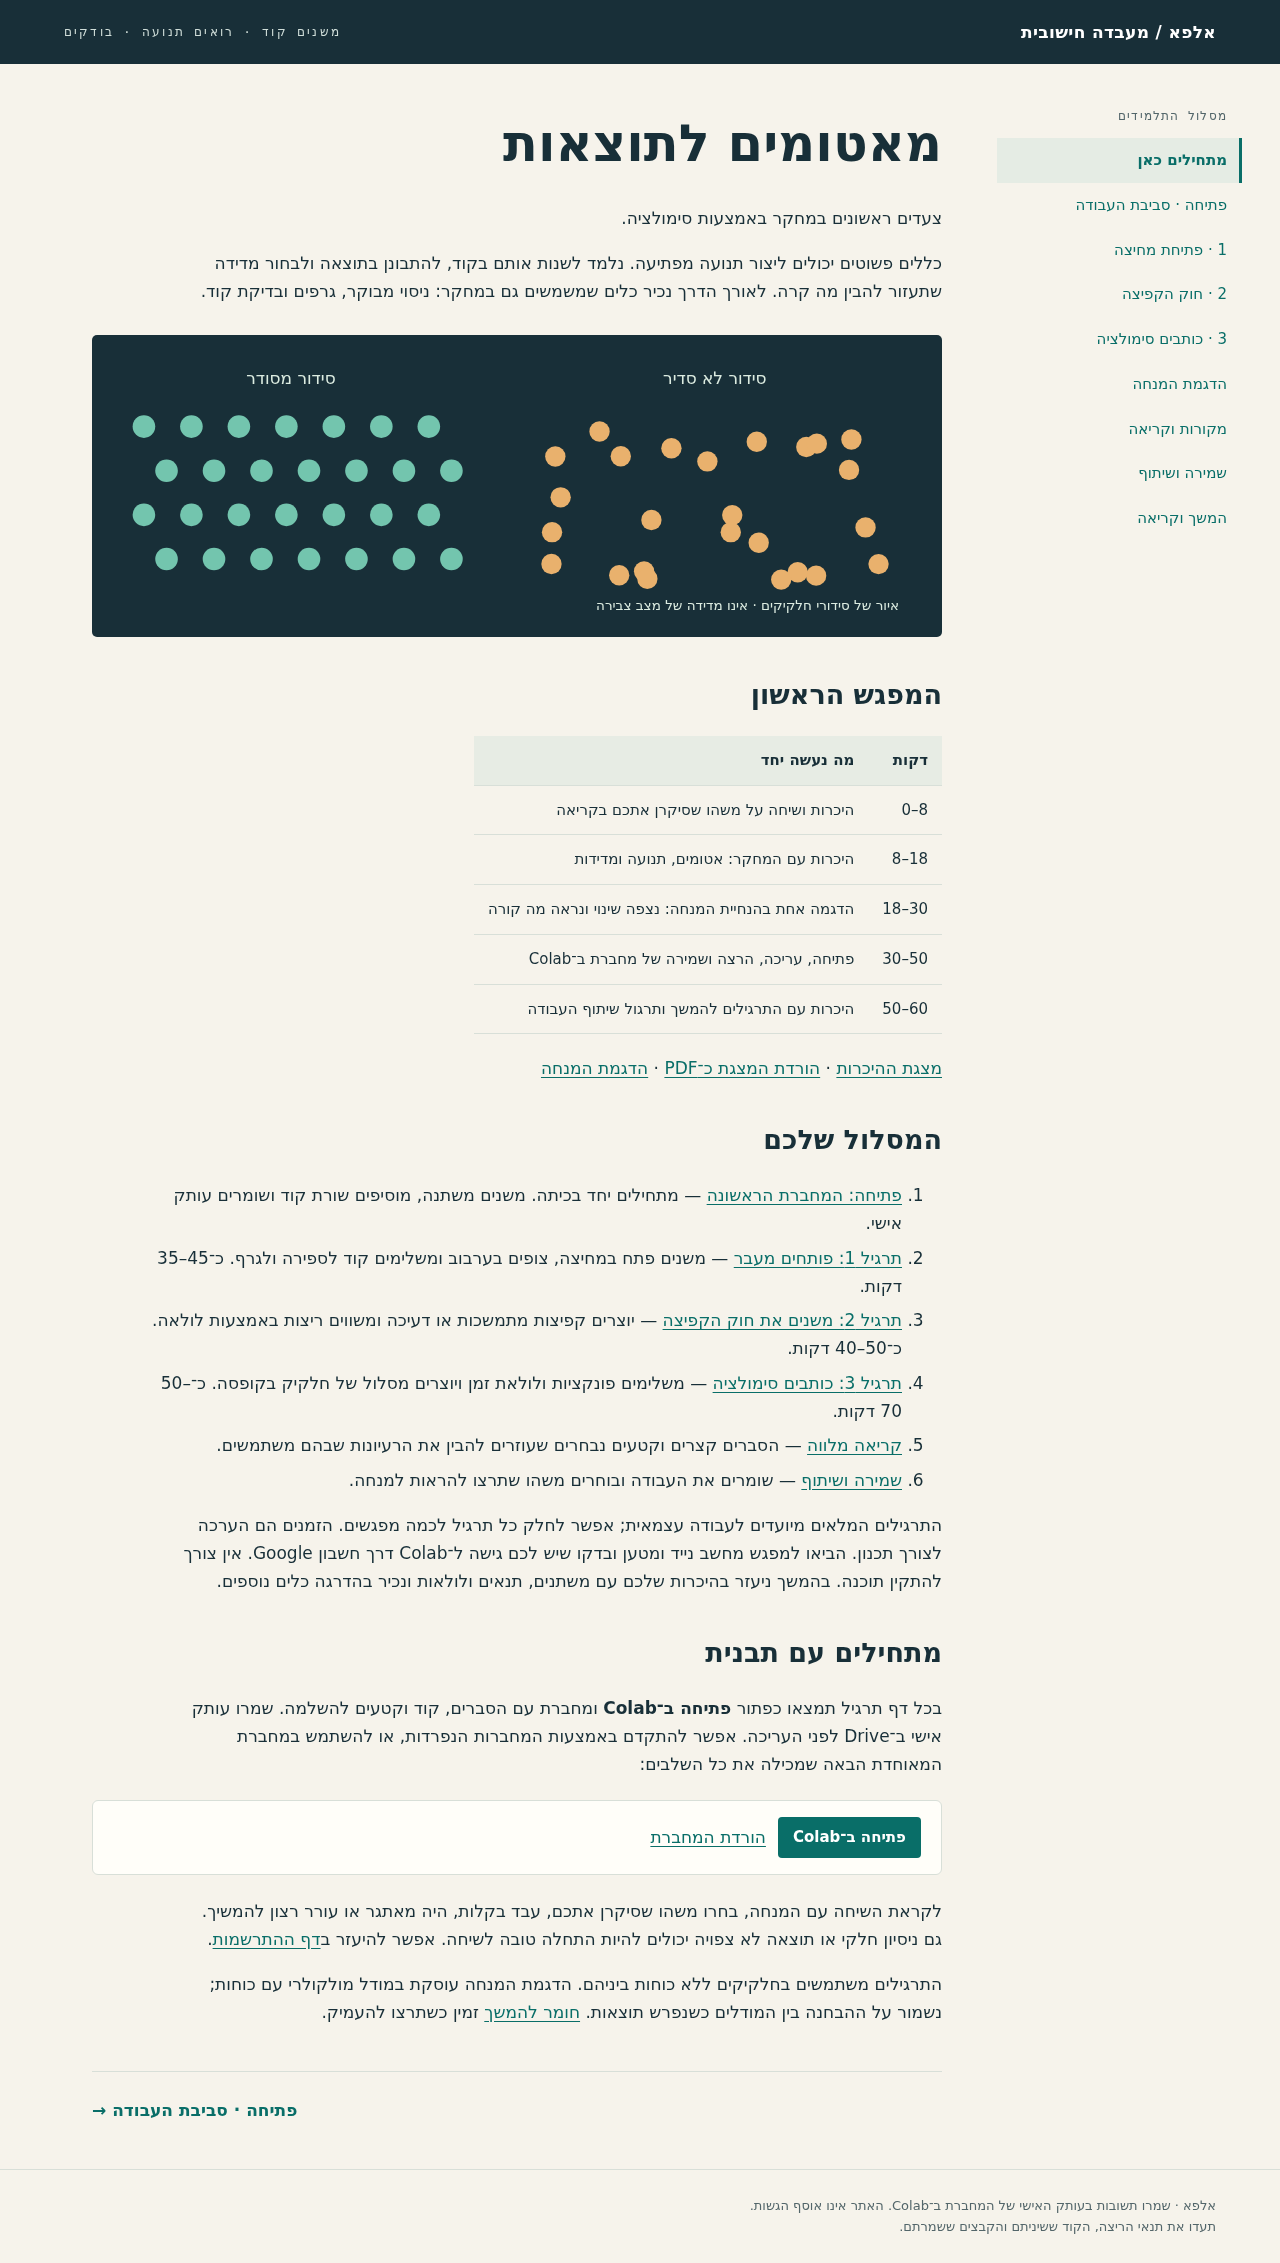 אלפא / מעבדה חישובית
משנים קוד · רואים תנועה · בודקים
מסלול התלמידים
מתחילים כאן
פתיחה · סביבת העבודה
1 · פתיחת מחיצה
2 · חוק הקפיצה
3 · כותבים סימולציה
הדגמת המנחה
מקורות וקריאה
שמירה ושיתוף
המשך וקריאה
מאטומים לתוצאות
צעדים ראשונים במחקר באמצעות סימולציה.
כללים פשוטים יכולים ליצור תנועה מפתיעה. נלמד לשנות אותם בקוד, להתבונן בתוצאה ולבחור מדידה
שתעזור להבין מה קרה. לאורך הדרך נכיר כלים שמשמשים גם במחקר: ניסוי מבוקר, גרפים ובדיקת קוד.
סידור לא סדיר
סידור מסודר
איור של סידורי חלקיקים · אינו מדידה של מצב צבירה
המפגש הראשון
דקות מה נעשה יחד
0–8 היכרות ושיחה על משהו שסיקרן אתכם בקריאה
8–18 היכרות עם המחקר: אטומים, תנועה ומדידות
18–30 הדגמה אחת בהנחיית המנחה: נצפה שינוי ונראה מה קורה
30–50 פתיחה, עריכה, הרצה ושמירה של מחברת ב־Colab
50–60 היכרות עם התרגילים להמשך ותרגול שיתוף העבודה
מצגת ההיכרות · הורדת המצגת כ־PDF · הדגמת המנחה
המסלול שלכם
1. פתיחה: המחברת הראשונה — מתחילים יחד בכיתה. משנים משתנה, מוסיפים שורת קוד ושומרים עותק
אישי.
2. תרגיל 1: פותחים מעבר — משנים פתח במחיצה, צופים בערבוב ומשלימים קוד לספירה ולגרף. כ־35–45
דקות.
3. תרגיל 2: משנים את חוק הקפיצה — יוצרים קפיצות מתמשכות או דעיכה ומשווים ריצות באמצעות לולאה.
כ־40–50 דקות.
4. תרגיל 3: כותבים סימולציה — משלימים פונקציות ולולאת זמן ויוצרים מסלול של חלקיק בקופסה. כ־50–
70 דקות.
5. קריאה מלווה — הסברים קצרים וקטעים נבחרים שעוזרים להבין את הרעיונות שבהם משתמשים.
6. שמירה ושיתוף — שומרים את העבודה ובוחרים משהו שתרצו להראות למנחה.
התרגילים המלאים מיועדים לעבודה עצמאית; אפשר לחלק כל תרגיל לכמה מפגשים. הזמנים הם הערכה
לצורך תכנון. הביאו למפגש מחשב נייד ומטען ובדקו שיש לכם גישה ל־Colab דרך חשבון Google. אין צורך
להתקין תוכנה. בהמשך ניעזר בהיכרות שלכם עם משתנים, תנאים ולולאות ונכיר בהדרגה כלים נוספים.
מתחילים עם תבנית
בכל דף תרגיל תמצאו כפתור פתיחה ב־Colab ומחברת עם הסברים, קוד וקטעים להשלמה. שמרו עותק
אישי ב־Drive לפני העריכה. אפשר להתקדם באמצעות המחברות הנפרדות, או להשתמש במחברת
המאוחדת הבאה שמכילה את כל השלבים:
פתיחה ב־Colab הורדת המחברת
לקראת השיחה עם המנחה, בחרו משהו שסיקרן אתכם, עבד בקלות, היה מאתגר או עורר רצון להמשיך.
גם ניסיון חלקי או תוצאה לא צפויה יכולים להיות התחלה טובה לשיחה. אפשר להיעזר בדף ההתרשמות.
התרגילים משתמשים בחלקיקים ללא כוחות ביניהם. הדגמת המנחה עוסקת במודל מולקולרי עם כוחות;
נשמור על ההבחנה בין המודלים כשנפרש תוצאות. חומר להמשך זמין כשתרצו להעמיק.
פתיחה · סביבת העבודה →
אלפא · שמרו תשובות בעותק האישי של המחברת ב־Colab. האתר אינו אוסף הגשות.
תעדו את תנאי הריצה, הקוד ששיניתם והקבצים ששמרתם.